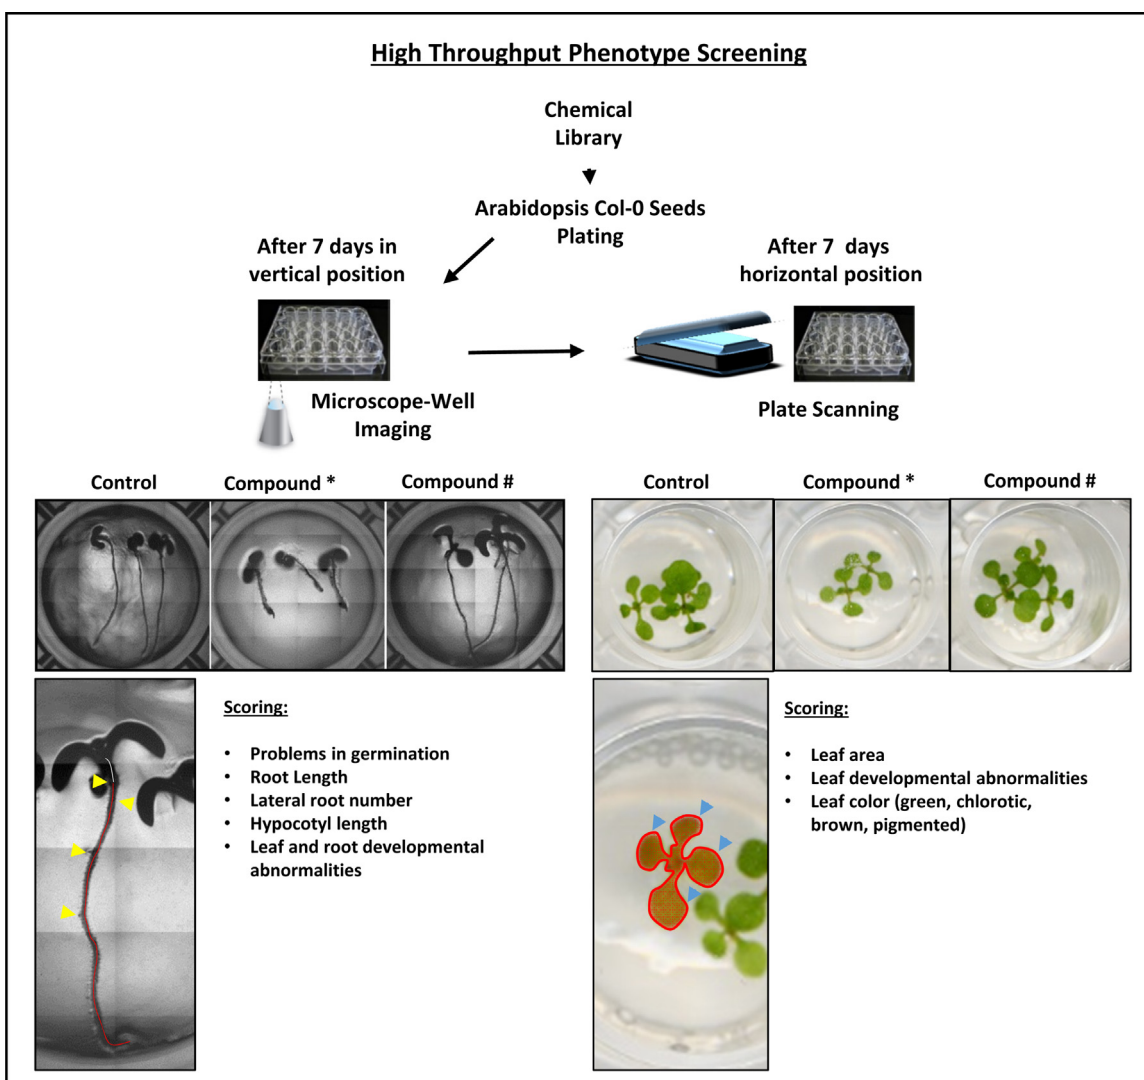 High Throughput Phenotype Screening
Chemical
Library
Arabidopsis Col-0 Seeds
Plating
After 7 days in
vertical position
After 7 days
horizontal position
Microscope-Well
Imaging
Plate Scanning
Control
Compound *
Compound #
Control
Compound *
Compound #
Scoring:
• Problems in germination
• Root Length
• Lateral root number
• Hypocotyl length
• Leaf and root developmental
abnormalities
Scoring:
• Leaf area
• Leaf developmental abnormalities
• Leaf color (green, chlorotic,
brown, pigmented)